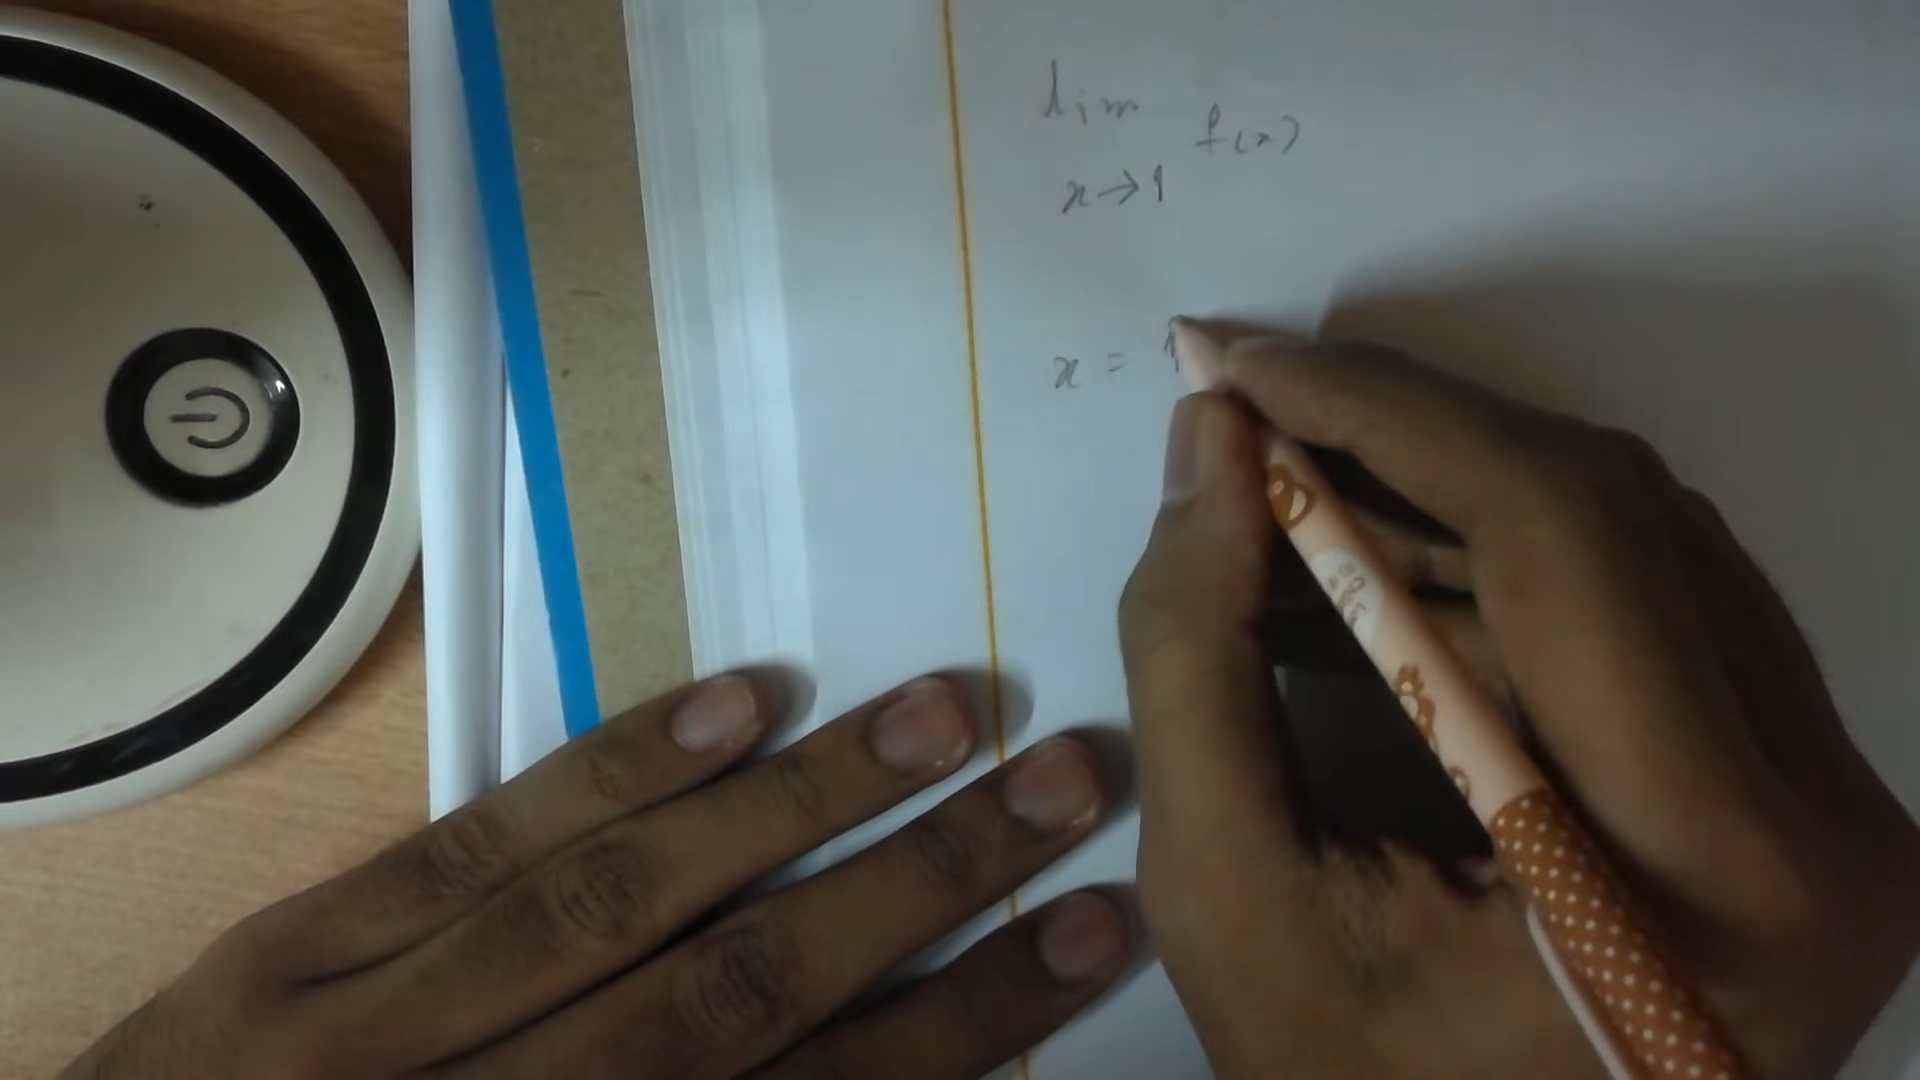 lim f(x)
x→1
x = 1